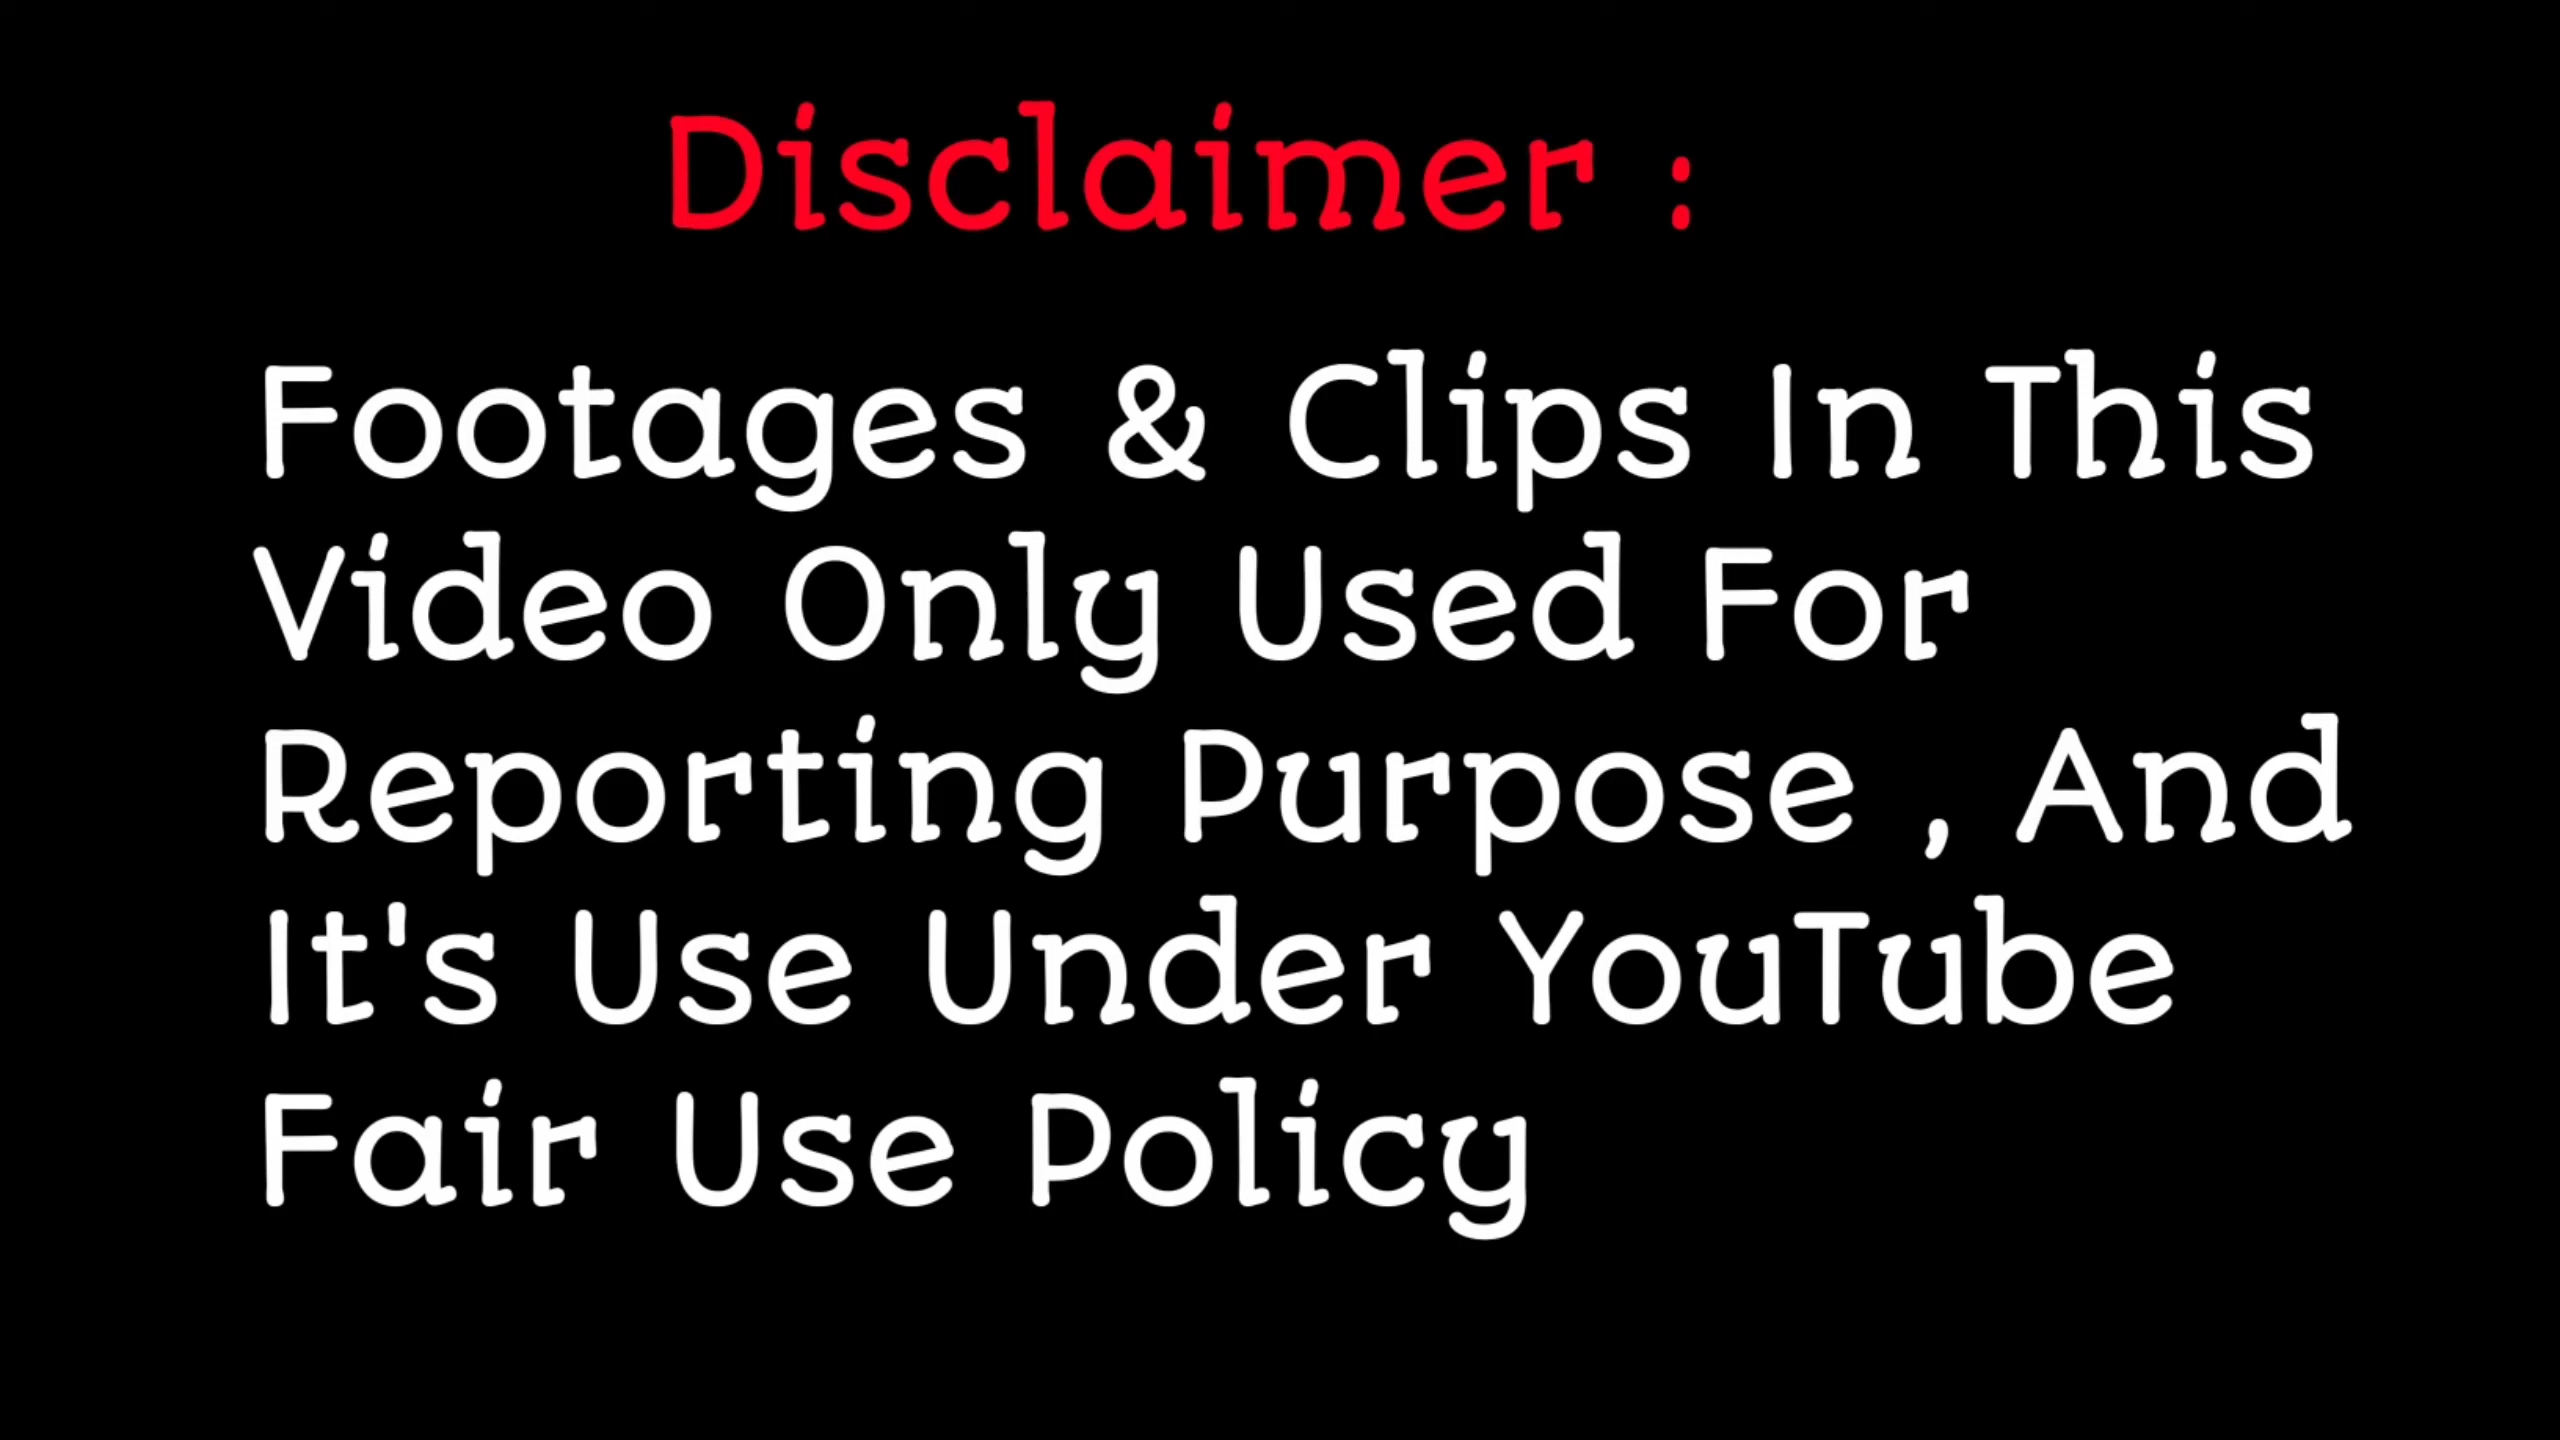 Disclaimer :
Footages & Clips In This
Video Only Used For
Reporting Purpose , And
It's Use Under YouTube
Fair Use Policy